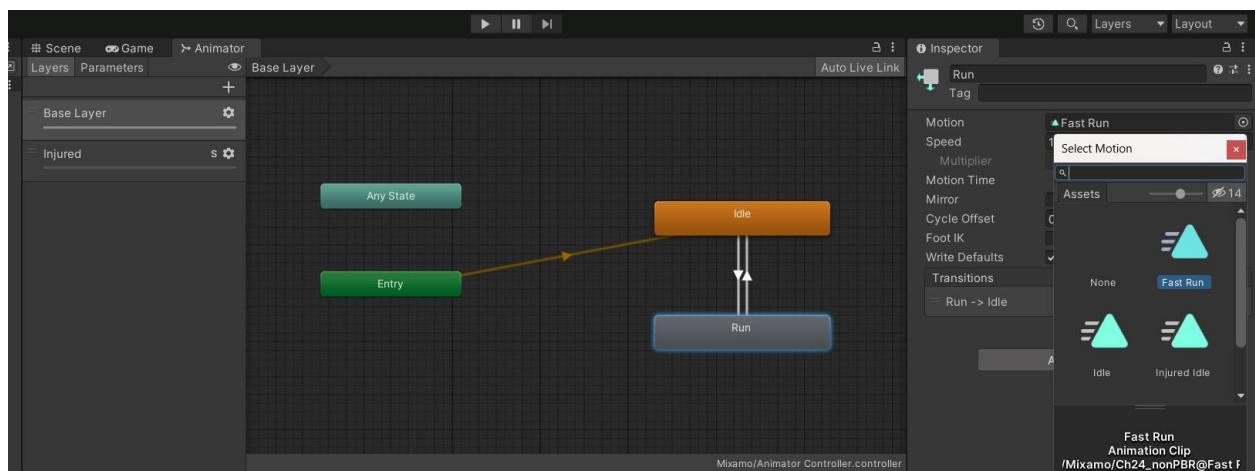 Layers Layout
Scene Game Animator Inspector
Layers Parameters Base Layer Auto Live Link
Base Layer
Injured S
Any State
Entry
Idle
Run
Mixamo/Animator Controller.controller
Run
Tag
Motion Fast Run
Speed 1
Multiplier
Motion Time
Mirror
Cycle Offset 0
Foot IK
Write Defaults
Transitions
Run -> Idle
A
Select Motion
Assets 14
None Fast Run
Idle Injured Idle
Fast Run
Animation Clip
/Mixamo/Ch24_nonPBR@Fast F